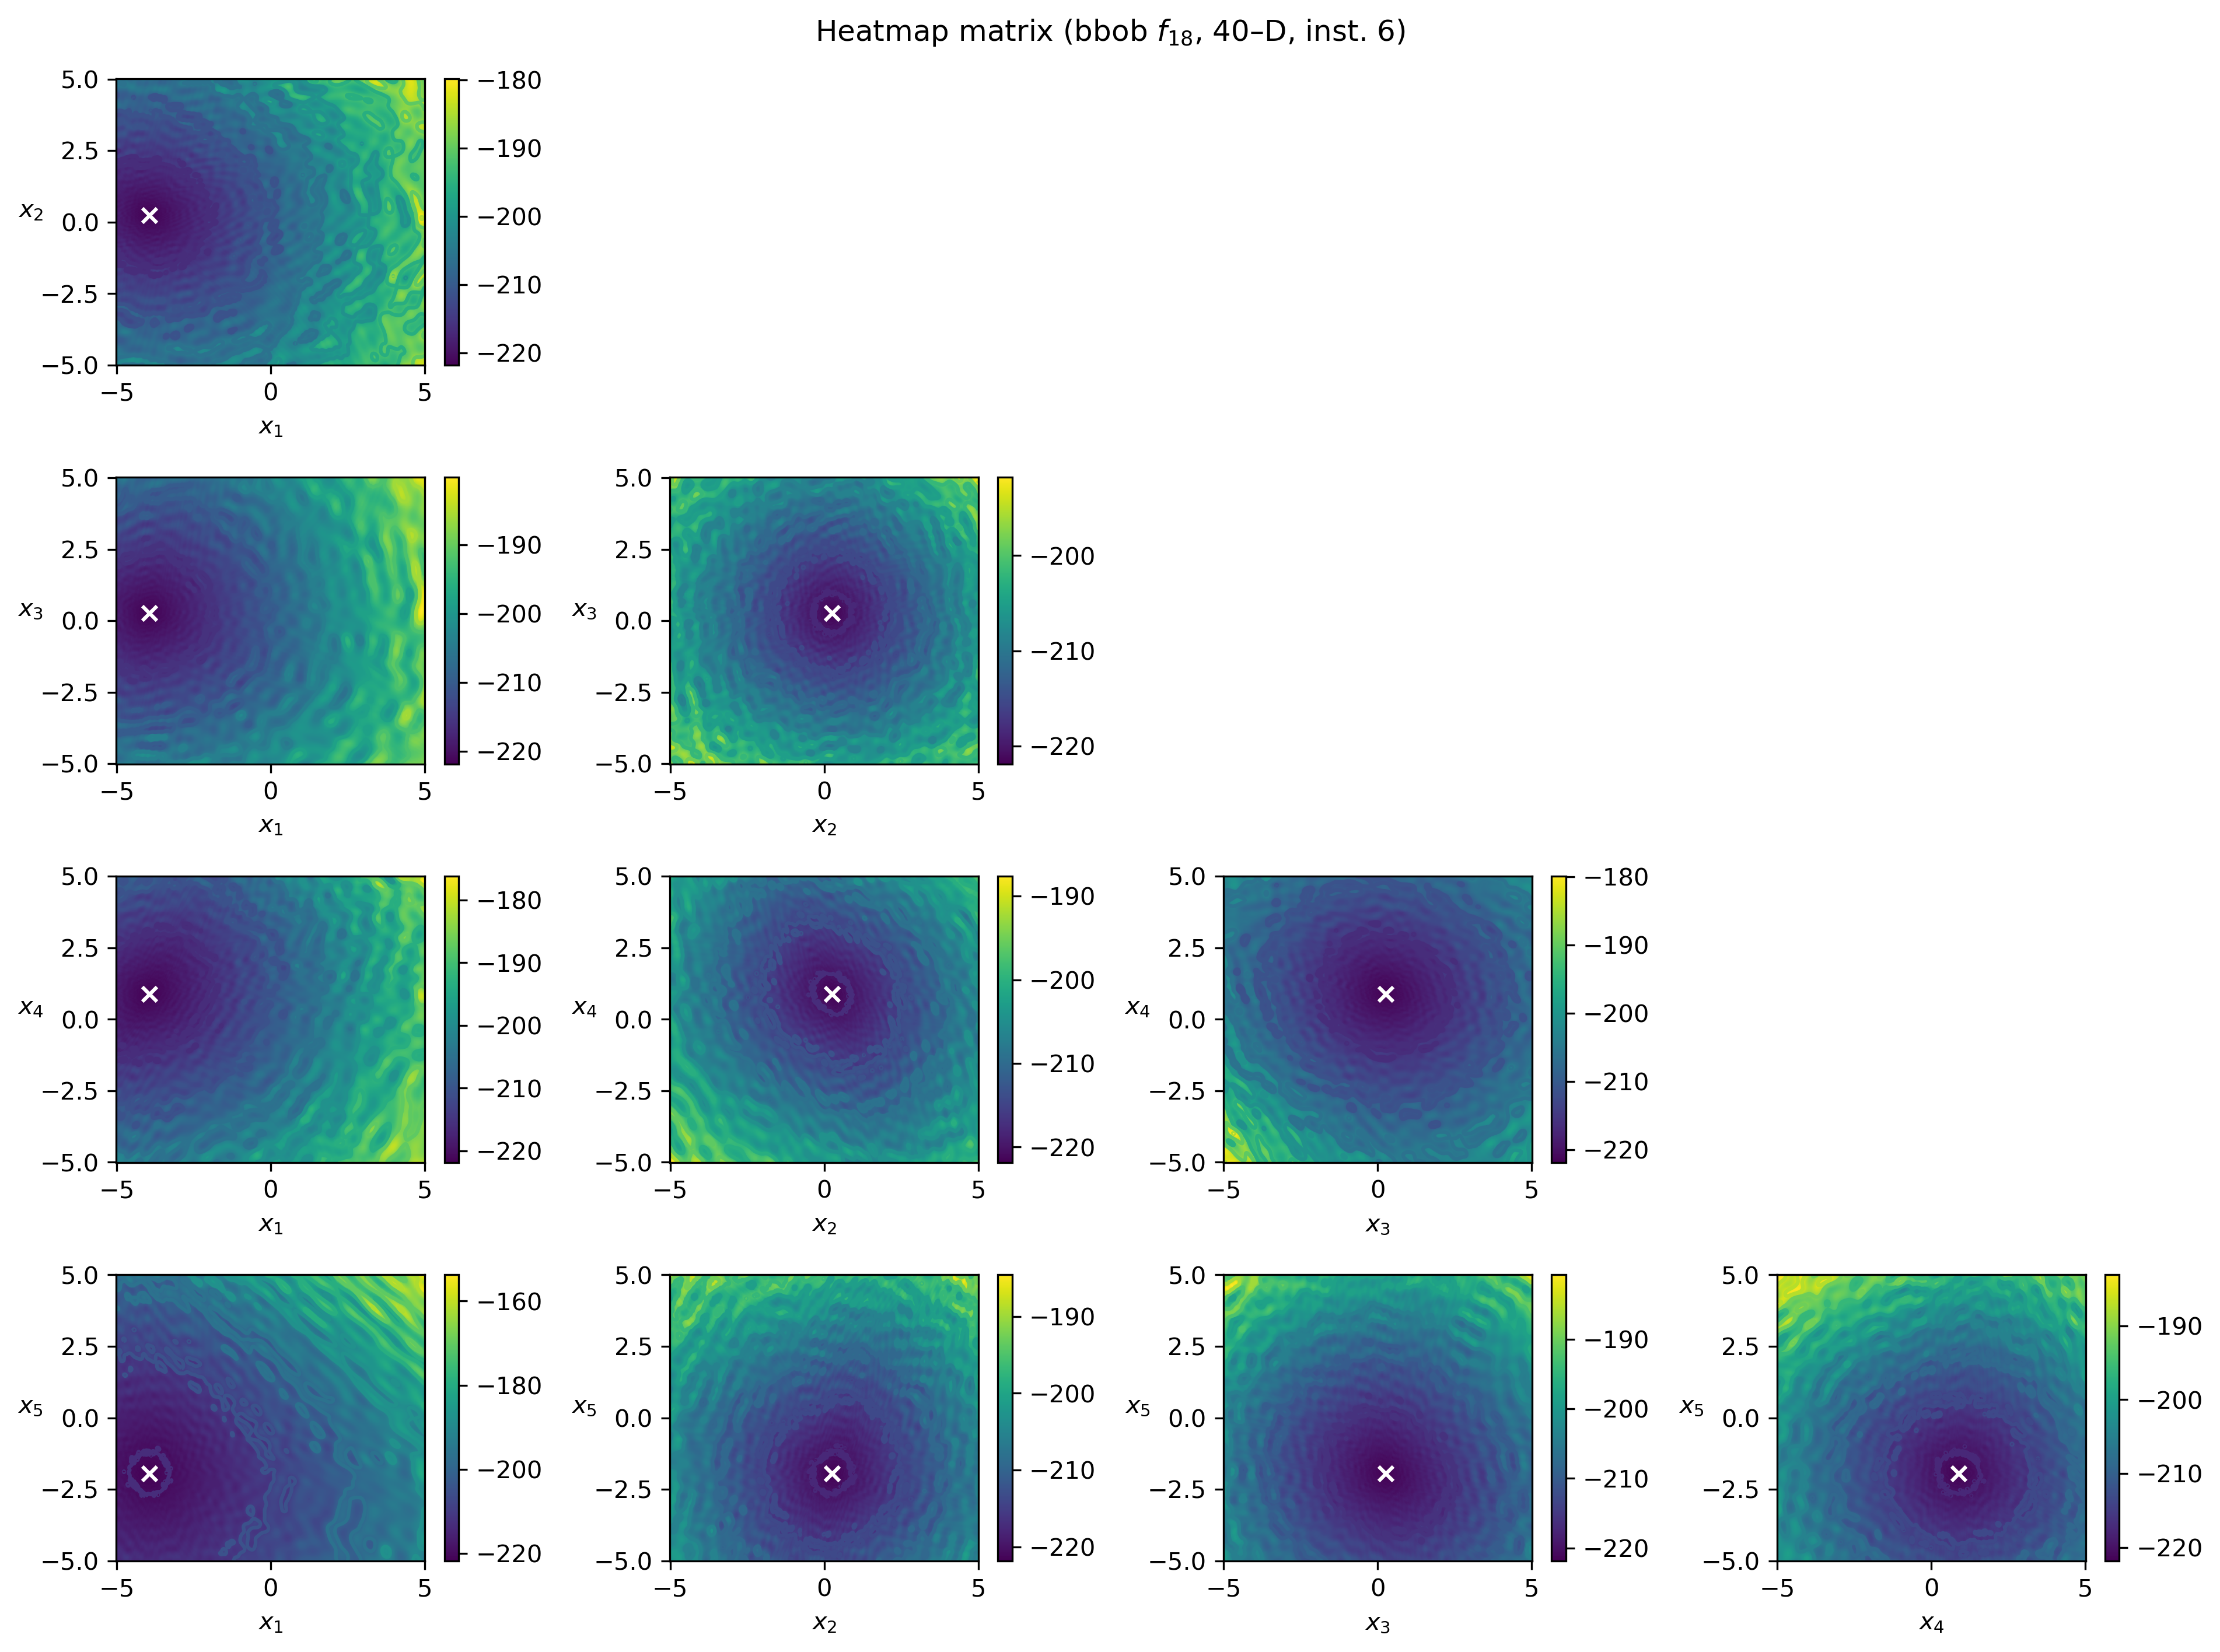 Heatmap matrix (bbob f₁₈, 40–D, inst. 6)
5.0 −180
2.5 −190
x₂ 0.0 −200
−2.5 −210
−5.0 −220
−5 0 5
x₁
5.0 5.0
2.5 −190 2.5 −200
x₃ 0.0 −200 x₃ 0.0
−2.5 −210 −2.5 −210
−5.0 −220 −5.0 −220
−5 0 5 −5 0 5
x₁ x₂
5.0 −180 5.0 −190 5.0 −180
2.5 −190 2.5 −200 2.5 −190
x₄ 0.0 −200 x₄ 0.0 x₄ 0.0 −200
−2.5 −210 −2.5 −210 −2.5 −210
−5.0 −220 −5.0 −220 −5.0 −220
−5 0 5 −5 0 5 −5 0 5
x₁ x₂ x₃
5.0 −160 5.0 −190 5.0 −190 5.0 −190
2.5 −180 2.5 −200 2.5 −200 2.5 −200
x₅ 0.0 x₅ 0.0 x₅ 0.0 x₅ 0.0
−2.5 −200 −2.5 −210 −2.5 −210 −2.5 −210
−5.0 −220 −5.0 −220 −5.0 −220 −5.0 −220
−5 0 5 −5 0 5 −5 0 5 −5 0 5
x₁ x₂ x₃ x₄